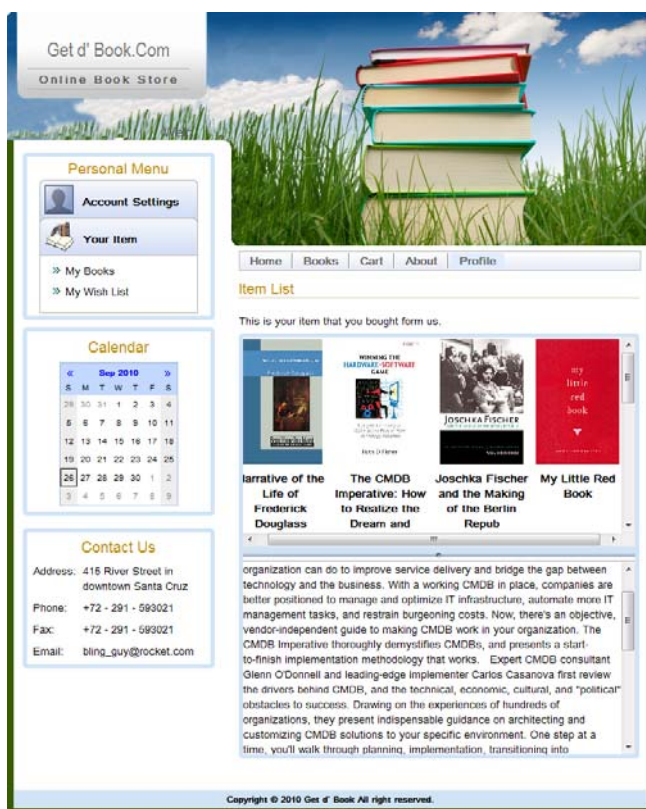 Get d' Book.Com
Online Book Store
Personal Menu
Account Settings
Your Item
» My Books
» My Wish List
Calendar
« Sep 2010 »
S M T W T F S
29 30 31 1 2 3 4
5 6 7 8 9 10 11
12 13 14 15 16 17 18
19 20 21 22 23 24 25
26 27 28 29 30 1 2
3 4 5 6 7 8 9
Contact Us
Address: 415 River Street in
downtown Santa Cruz
Phone: +72 - 291 - 593021
Fax: +72 - 291 - 593021
Email: bling_guy@rocket.com
Home Books Cart About Profile
Item List
This is your item that you bought form us.
WINNING THE
HARDWARE-SOFTWARE
GAME
JOSCHKA FISCHER
my
little
red
book
larrative of the
Life of
Frederick
Douglass
The CMDB
Imperative: How
to Realize the
Dream and
Joschka Fischer
and the Making
of the Berlin
Repub
My Little Red
Book
organization can do to improve service delivery and bridge the gap between
technology and the business. With a working CMDB in place, companies are
better positioned to manage and optimize IT infrastructure, automate more IT
management tasks, and restrain burgeoning costs. Now, there's an objective,
vendor-independent guide to making CMDB work in your organization. The
CMDB Imperative thoroughly demystifies CMDBs, and presents a start-
to-finish implementation methodology that works. Expert CMDB consultant
Glenn O'Donnell and leading-edge implementer Carlos Casanova first review
the drivers behind CMDB, and the technical, economic, cultural, and "political"
obstacles to success. Drawing on the experiences of hundreds of
organizations, they present indispensable guidance on architecting and
customizing CMDB solutions to your specific environment. One step at a
time, you'll walk through planning, implementation, transitioning into
Copyright © 2010 Get d' Book All right reserved.